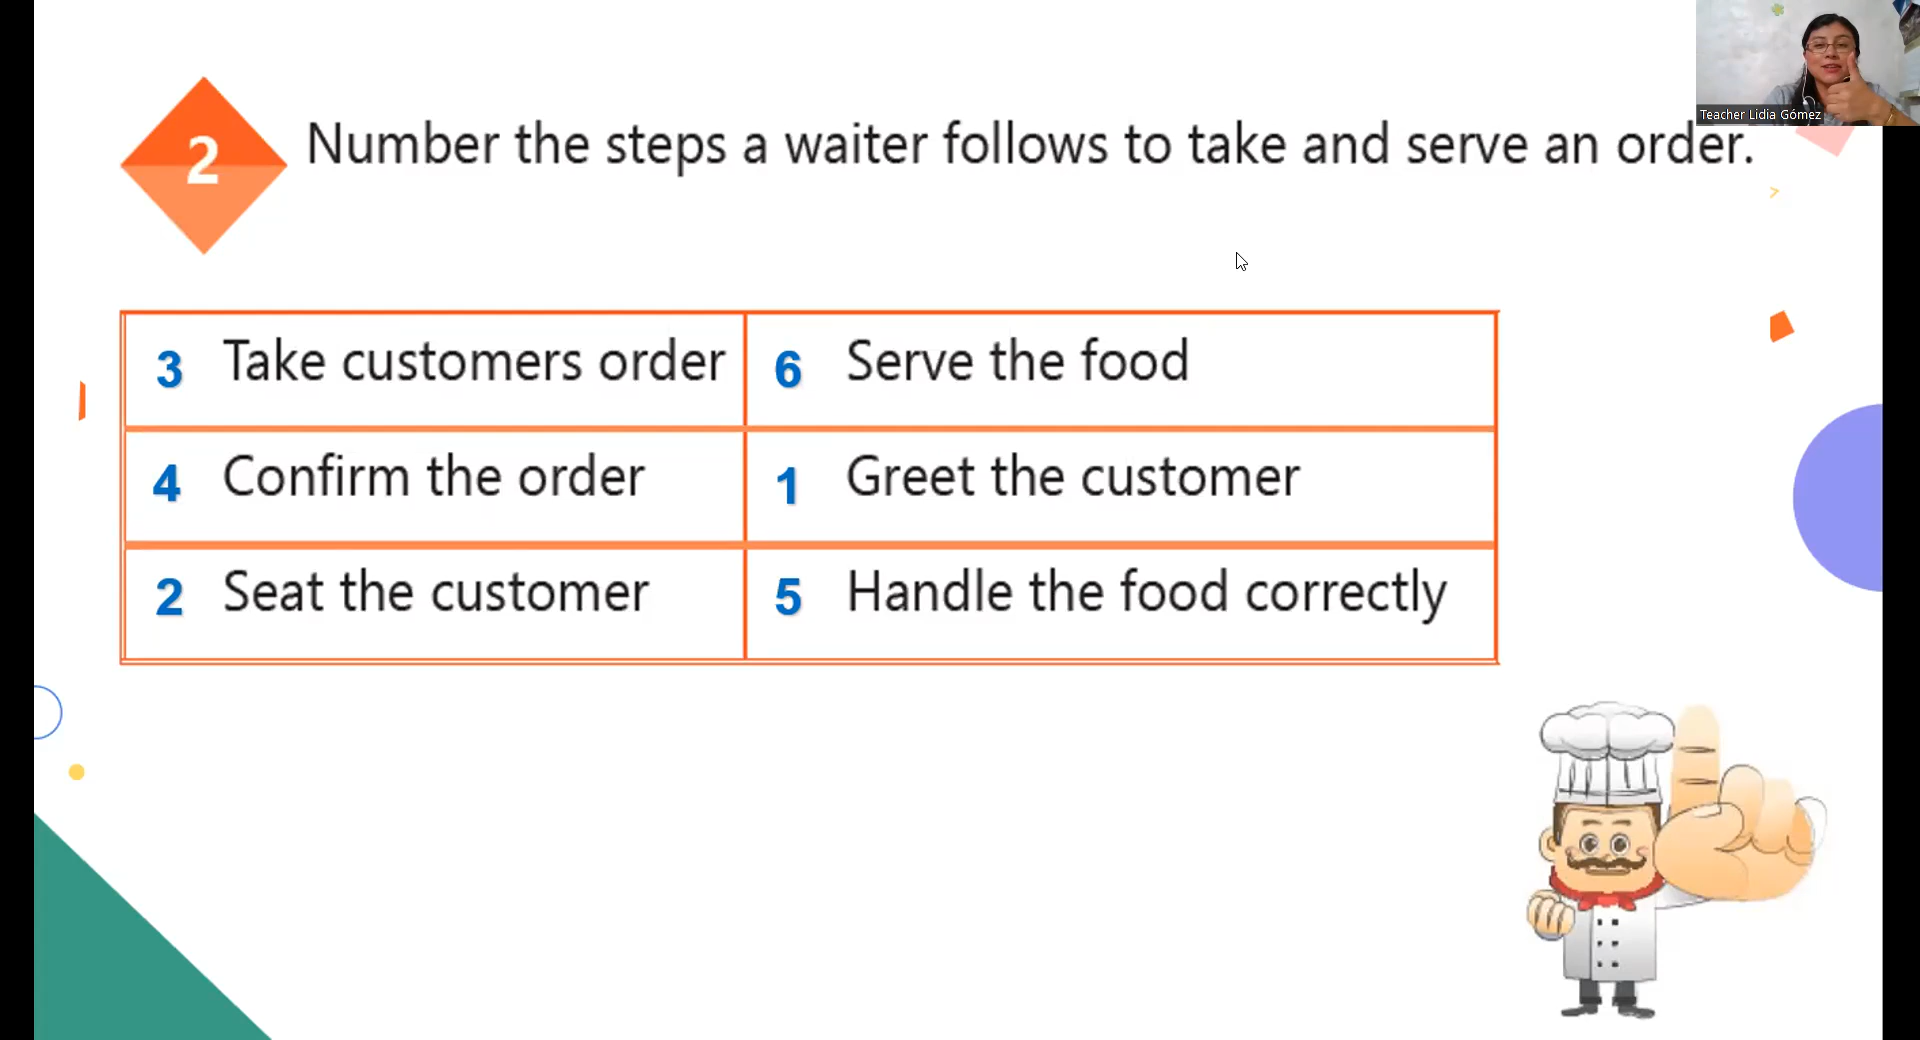 Teacher Lidia Gómez
2
Number the steps a waiter follows to take and serve an order.
3 Take customers order
6 Serve the food
4 Confirm the order
1 Greet the customer
2 Seat the customer
5 Handle the food correctly